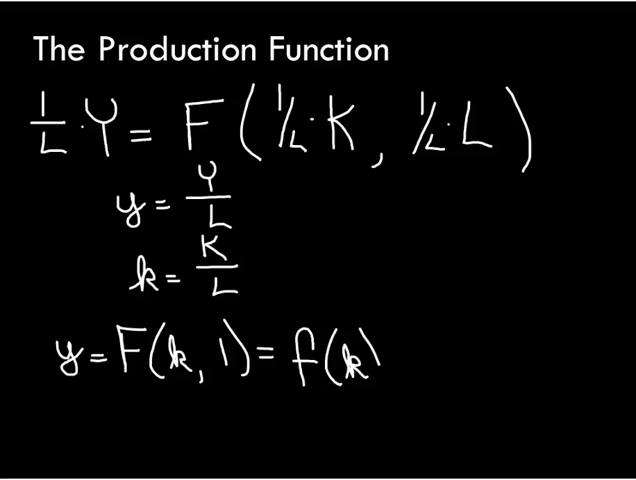 The Production Function
1/L · Y = F ( 1/L · K , 1/L · L )
y = Y/L
k = K/L
y = F(k, 1) = f(k)